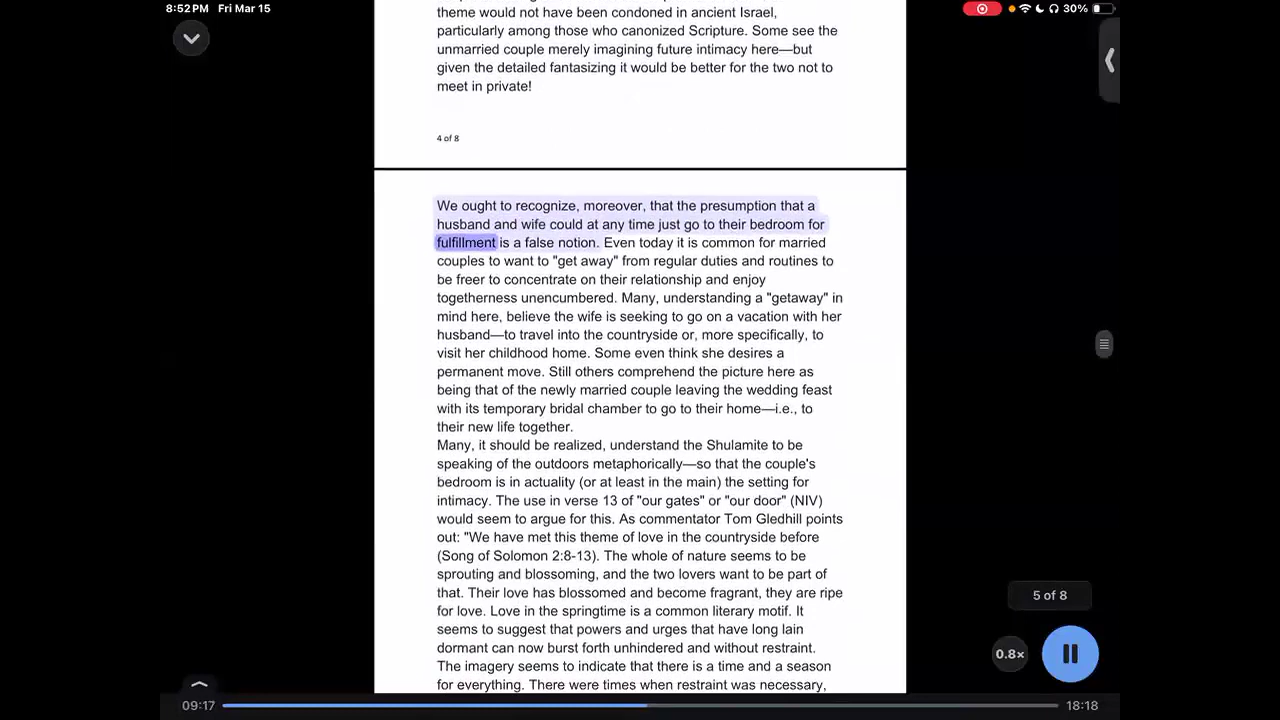 8:52 PM Fri Mar 15
30%
theme would not have been condoned in ancient Israel,
particularly among those who canonized Scripture. Some see the
unmarried couple merely imagining future intimacy here—but
given the detailed fantasizing it would be better for the two not to
meet in private!
4 of 8
We ought to recognize, moreover, that the presumption that a
husband and wife could at any time just go to their bedroom for
fulfillment is a false notion. Even today it is common for married
couples to want to "get away" from regular duties and routines to
be freer to concentrate on their relationship and enjoy
togetherness unencumbered. Many, understanding a "getaway" in
mind here, believe the wife is seeking to go on a vacation with her
husband—to travel into the countryside or, more specifically, to
visit her childhood home. Some even think she desires a
permanent move. Still others comprehend the picture here as
being that of the newly married couple leaving the wedding feast
with its temporary bridal chamber to go to their home—i.e., to
their new life together.
Many, it should be realized, understand the Shulamite to be
speaking of the outdoors metaphorically—so that the couple's
bedroom is in actuality (or at least in the main) the setting for
intimacy. The use in verse 13 of "our gates" or "our door" (NIV)
would seem to argue for this. As commentator Tom Gledhill points
out: "We have met this theme of love in the countryside before
(Song of Solomon 2:8-13). The whole of nature seems to be
sprouting and blossoming, and the two lovers want to be part of
that. Their love has blossomed and become fragrant, they are ripe
for love. Love in the springtime is a common literary motif. It
seems to suggest that powers and urges that have long lain
dormant can now burst forth unhindered and without restraint.
The imagery seems to indicate that there is a time and a season
for everything. There were times when restraint was necessary,
5 of 8
0.8×
09:17
18:18